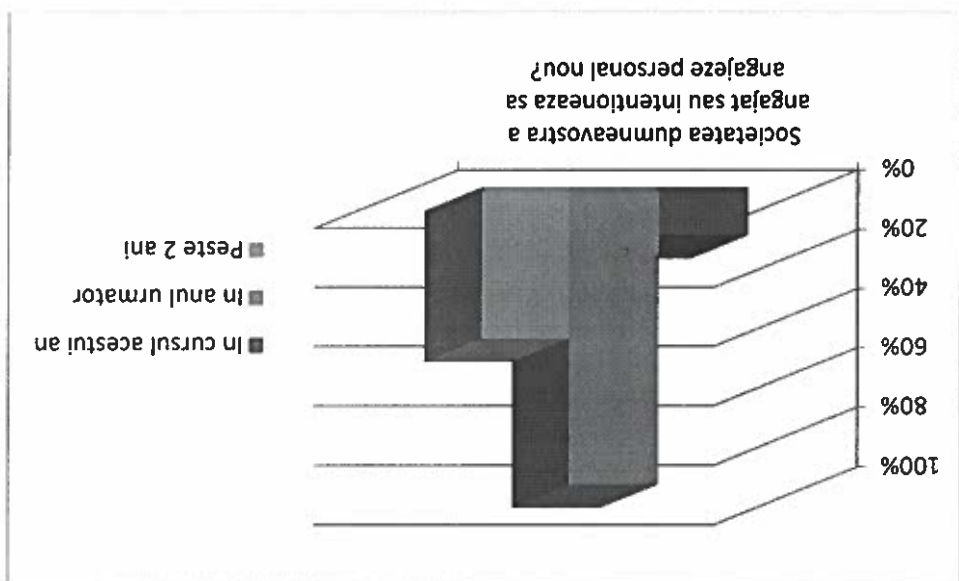 100%
80%
60%
40%
20%
0%
In cursul acestui an
In anul urmator
Peste 2 ani
Societatea dumneavostra a
angajat sau intentioneaza sa
angajeze personal nou?